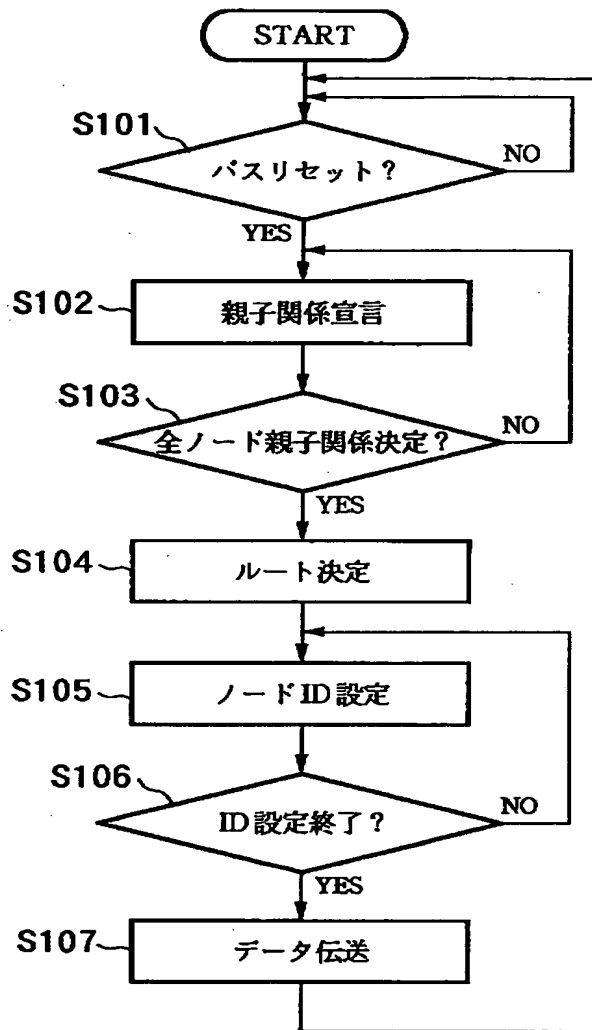 START
S101
バスリセット？
NO
YES
S102
親子関係宣言
S103
全ノード親子関係決定？
NO
YES
S104
ルート決定
S105
ノードID設定
S106
ID設定終了？
NO
YES
S107
データ伝送